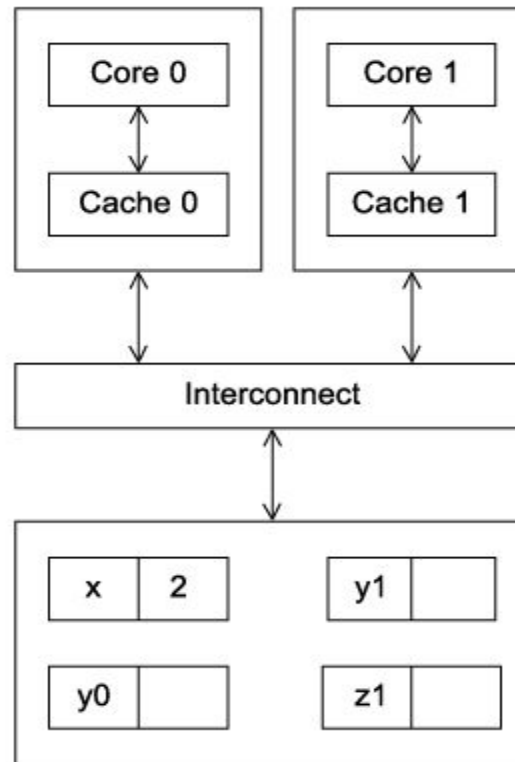 Core 0
Core 1
Cache 0
Cache 1
Interconnect
x 2
y1
y0
z1